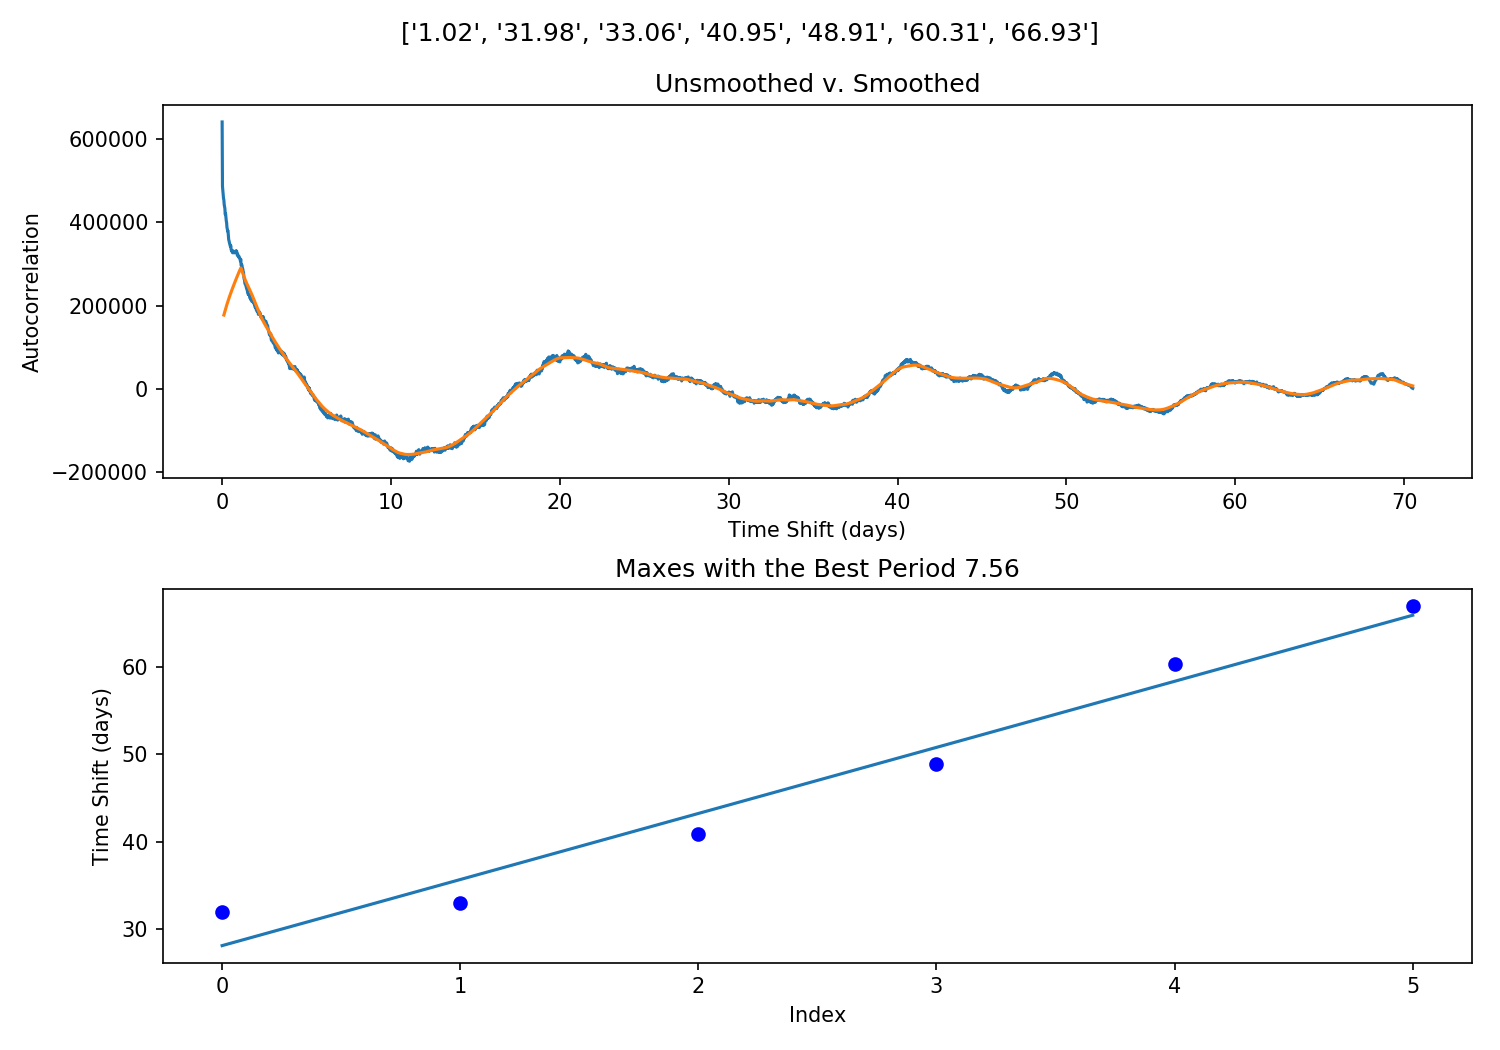 ['1.02', '31.98', '33.06', '40.95', '48.91', '60.31', '66.93']
Unsmoothed v. Smoothed
Autocorrelation
600000
400000
200000
0
−200000
0 10 20 30 40 50 60 70
Time Shift (days)
Maxes with the Best Period 7.56
Time Shift (days)
60
50
40
30
0 1 2 3 4 5
Index